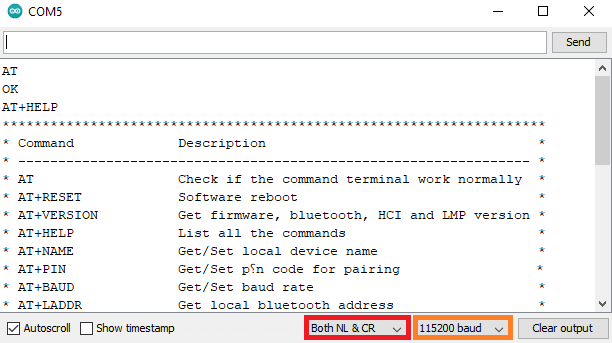 COM5
Send
AT
OK
AT+HELP
********************************************************************
* Command             Description                                  *
* ---------------------------------------------------------------- *
* AT                  Check if the command terminal work normally  *
* AT+RESET            Software reboot                              *
* AT+VERSION          Get firmware, bluetooth, HCI and LMP version *
* AT+HELP             List all the commands                        *
* AT+NAME             Get/Set local device name                    *
* AT+PIN              Get/Set p⸮n code for pairing                 *
* AT+BAUD             Get/Set baud rate                            *
* AT+LADDR            Get local bluetooth address                  *
Autoscroll Show timestamp Both NL & CR 115200 baud Clear output